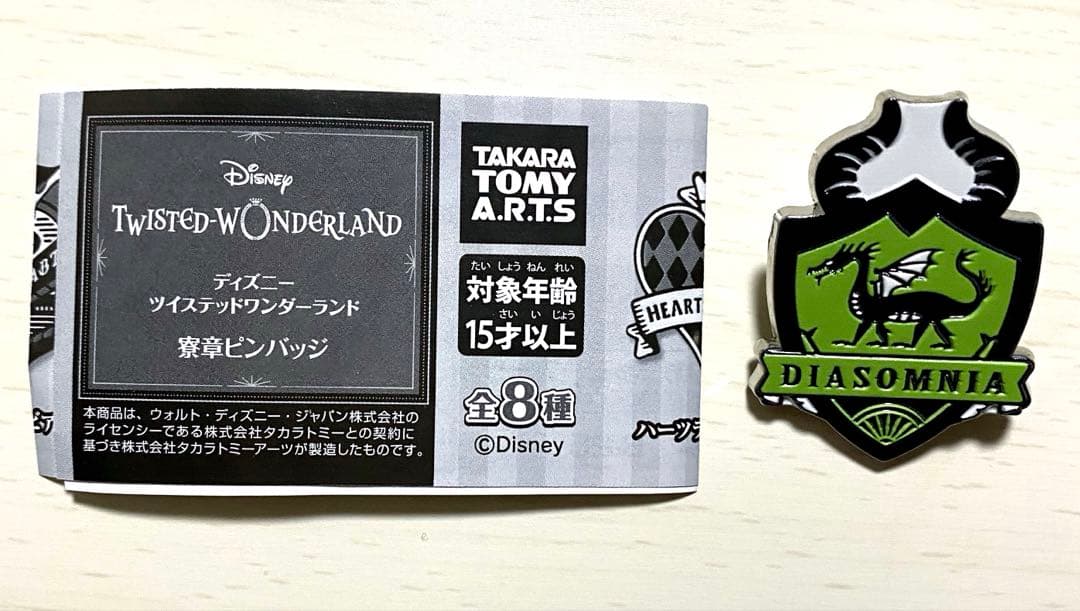 Disney
TWISTED-WONDERLAND
ディズニー
ツイステッドワンダーランド
寮章ピンバッジ
本商品は、ウォルト・ディズニー・ジャパン株式会社の
ライセンシーである株式会社タカラトミーとの契約に
基づき株式会社タカラトミーアーツが製造したものです。
TAKARA
TOMY
A.R.T.S
たいしょうねんれい
対象年齢
さいいじょう
15才以上
全8種
©Disney
HEART
ハーツ
DIASOMNIA